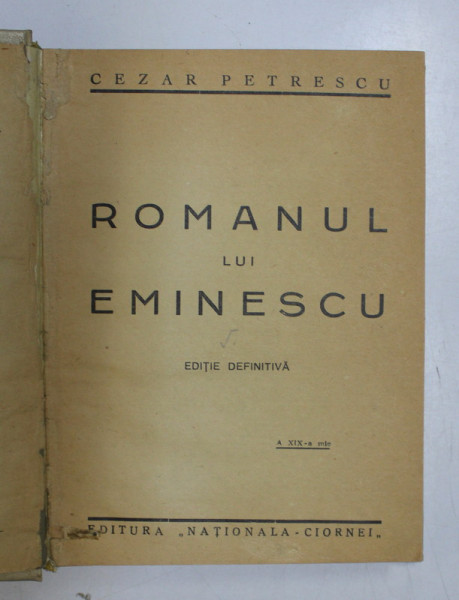 CEZAR PETRESCU
ROMANUL
LUI
EMINESCU
EDIȚIE DEFINITIVĂ
A XIX-a mie
EDITURA „NAȚIONALA-CIORNEI„